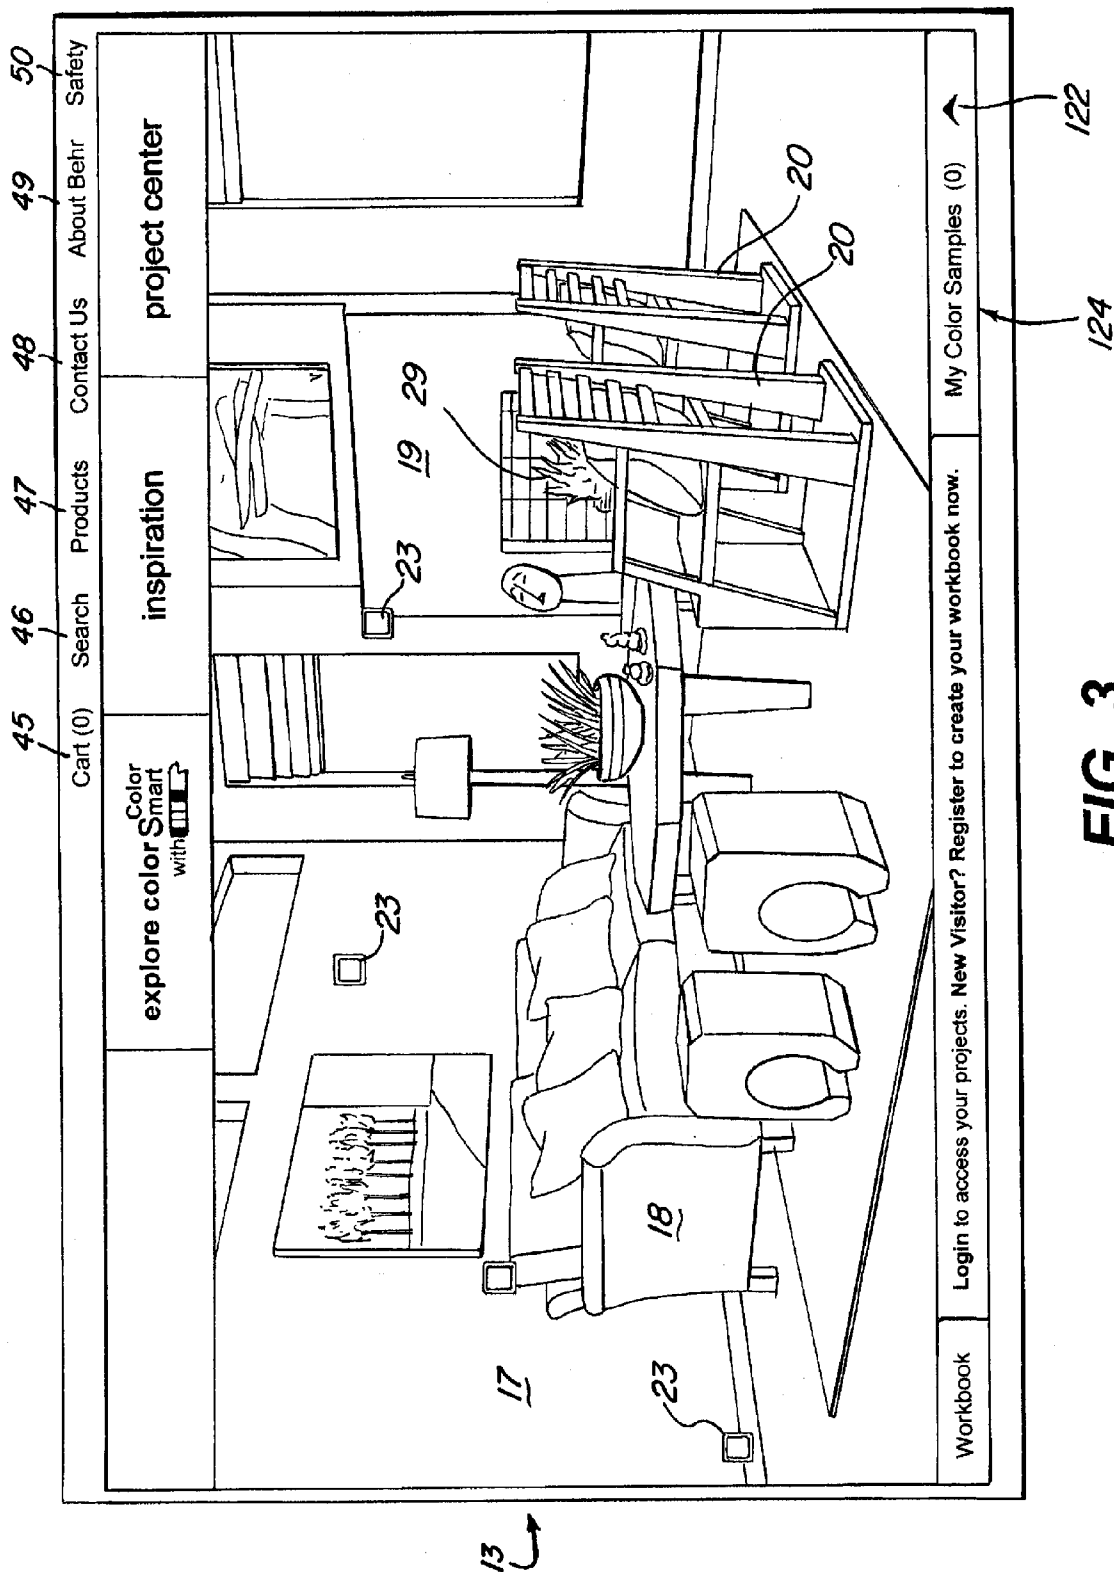 45 46 47 48 49 50
Cart (0) Search Products Contact Us About Behr Safety
explore color Color Smart
with
inspiration
project center
23
23
19
29
20
20
17
18
23
Workbook
Login to access your projects. New Visitor? Register to create your workbook now.
My Color Samples (0)
13
124
122
FIG. 3